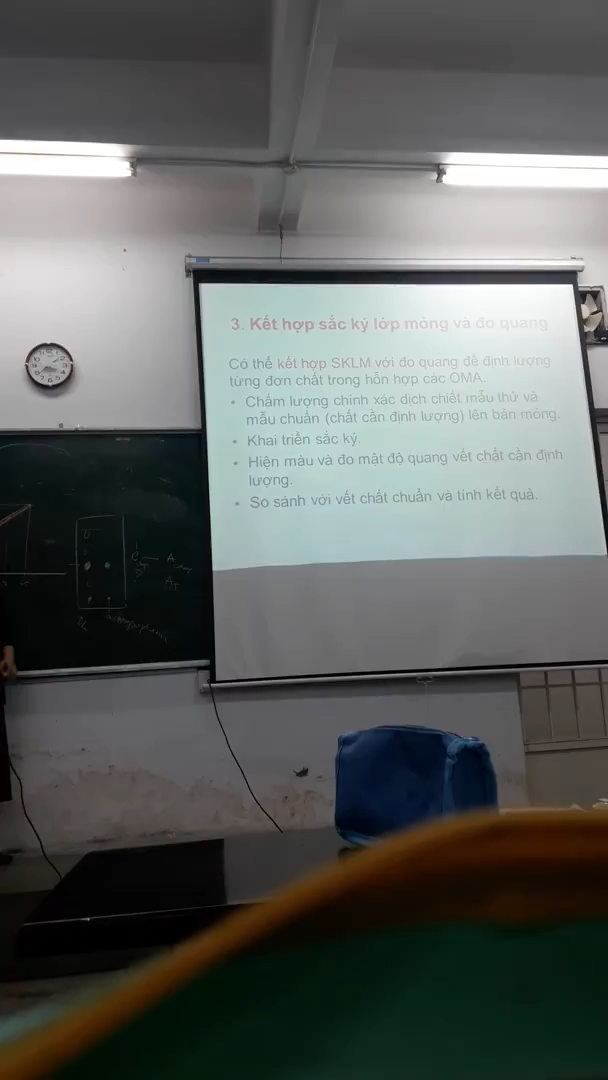 3. Kết hợp sắc ký lớp mỏng và đo quang
Có thể kết hợp SKLM với đo quang để định lượng
từng đơn chất trong hỗn hợp các OMA.
• Chấm lượng chính xác dịch chiết mẫu thử và
mẫu chuẩn (chất cần định lượng) lên bản mỏng.
• Khai triển sắc ký.
• Hiện màu và đo mật độ quang vết chất cần định
lượng.
• So sánh với vết chất chuẩn và tính kết quả.